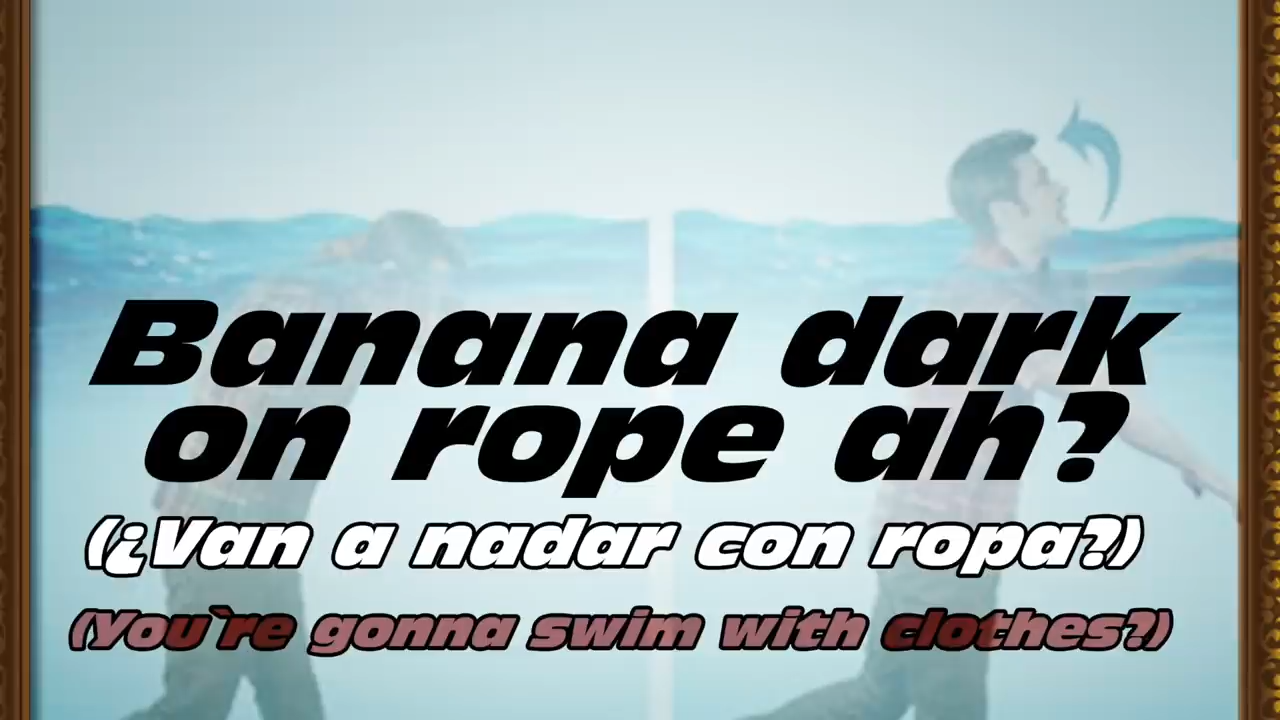 Banana dark
on rope ah?
(¿Van a nadar con ropa?)
(You`re gonna swim with clothes?)